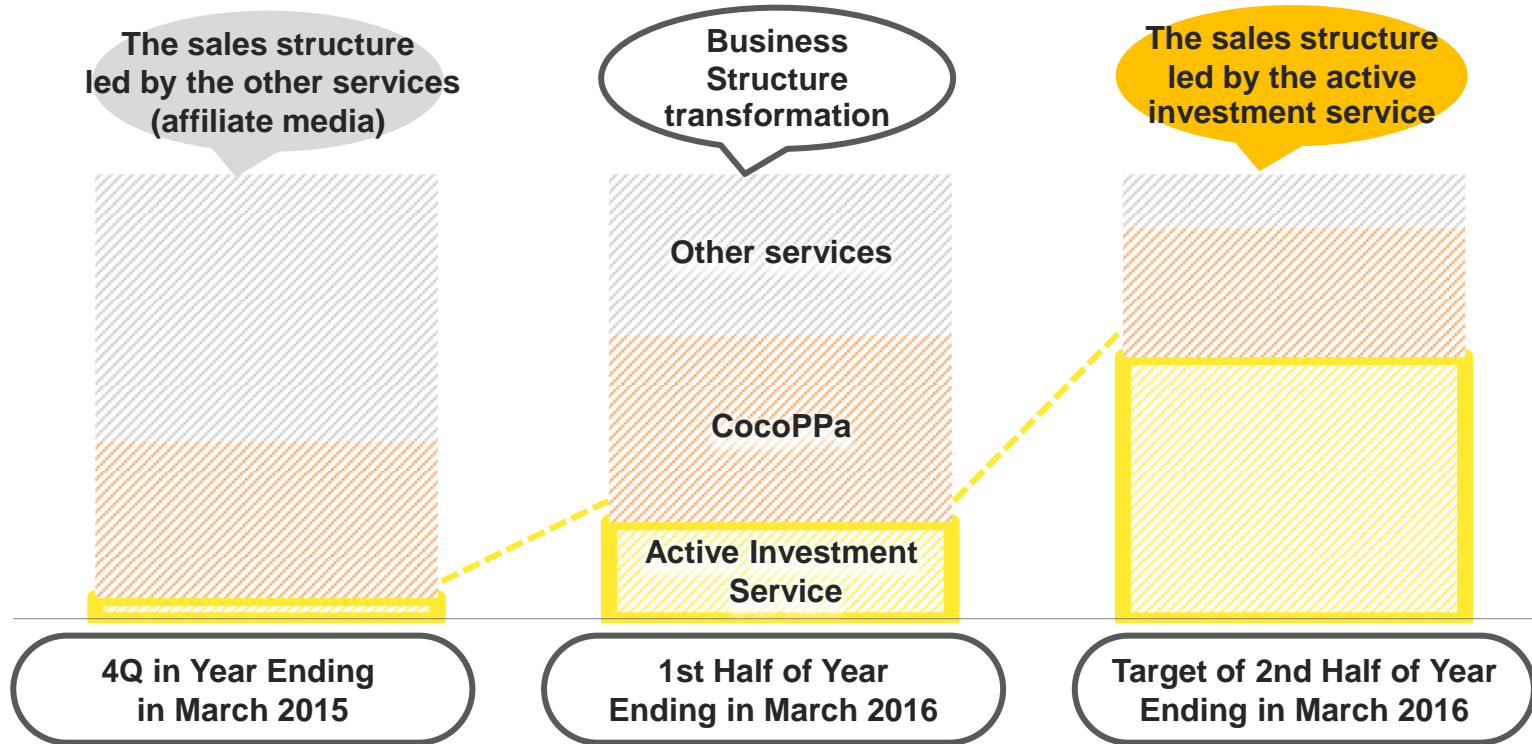 The sales structure
led by the other services
(affiliate media)
Business
Structure
transformation
The sales structure
led by the active
investment service
Other services
CocoPPa
Active Investment
Service
4Q in Year Ending
in March 2015
1st Half of Year
Ending in March 2016
Target of 2nd Half of Year
Ending in March 2016